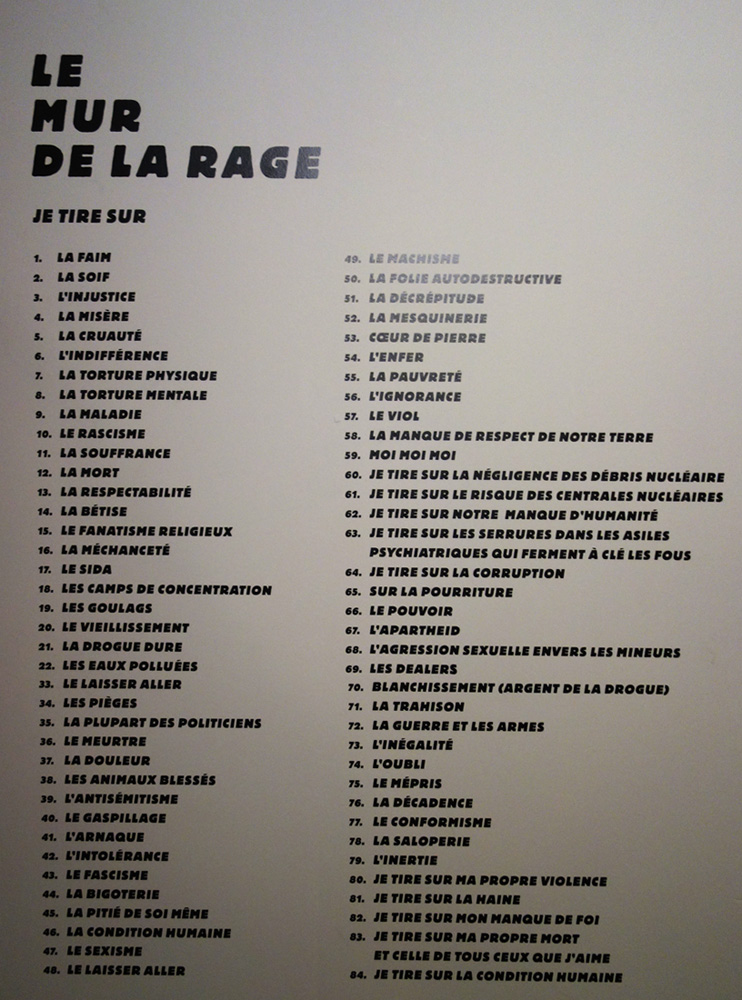 LE
MUR
DE LA RAGE
JE TIRE SUR
1. LA FAIM
2. LA SOIF
3. L'INJUSTICE
4. LA MISÈRE
5. LA CRUAUTÉ
6. L'INDIFFÉRENCE
7. LA TORTURE PHYSIQUE
8. LA TORTURE MENTALE
9. LA MALADIE
10. LE RASCISME
11. LA SOUFFRANCE
12. LA MORT
13. LA RESPECTABILITÉ
14. LA BÉTISE
15. LE FANATISME RELIGIEUX
16. LA MÉCHANCETÉ
17. LE SIDA
18. LES CAMPS DE CONCENTRATION
19. LES GOULAGS
20. LE VIEILLISSEMENT
21. LA DROGUE DURE
22. LES EAUX POLLUÉES
33. LE LAISSER ALLER
34. LES PIÈGES
35. LA PLUPART DES POLITICIENS
36. LE MEURTRE
37. LA DOULEUR
38. LES ANIMAUX BLESSÉS
39. L'ANTISÉMITISME
40. LE GASPILLAGE
41. L'ARNAQUE
42. L'INTOLÉRANCE
43. LE FASCISME
44. LA BIGOTERIE
45. LA PITIÉ DE SOI MÊME
46. LA CONDITION HUMAINE
47. LE SEXISME
48. LE LAISSER ALLER
49. LE MACHISME
50. LA FOLIE AUTODESTRUCTIVE
51. LA DÉCRÉPITUDE
52. LA MESQUINERIE
53. CŒUR DE PIERRE
54. L'ENFER
55. LA PAUVRETÉ
56. L'IGNORANCE
57. LE VIOL
58. LA MANQUE DE RESPECT DE NOTRE TERRE
59. MOI MOI MOI
60. JE TIRE SUR LA NÉGLIGENCE DES DÉBRIS NUCLÉAIRE
61. JE TIRE SUR LE RISQUE DES CENTRALES NUCLÉAIRES
62. JE TIRE SUR NOTRE MANQUE D'HUMANITÉ
63. JE TIRE SUR LES SERRURES DANS LES ASILES
PSYCHIATRIQUES QUI FERMENT À CLÉ LES FOUS
64. JE TIRE SUR LA CORRUPTION
65. SUR LA POURRITURE
66. LE POUVOIR
67. L'APARTHEID
68. L'AGRESSION SEXUELLE ENVERS LES MINEURS
69. LES DEALERS
70. BLANCHISSEMENT (ARGENT DE LA DROGUE)
71. LA TRAHISON
72. LA GUERRE ET LES ARMES
73. L'INÉGALITÉ
74. L'OUBLI
75. LE MÉPRIS
76. LA DÉCADENCE
77. LE CONFORMISME
78. LA SALOPERIE
79. L'INERTIE
80. JE TIRE SUR MA PROPRE VIOLENCE
81. JE TIRE SUR LA HAINE
82. JE TIRE SUR MON MANQUE DE FOI
83. JE TIRE SUR MA PROPRE MORT
ET CELLE DE TOUS CEUX QUE J'AIME
84. JE TIRE SUR LA CONDITION HUMAINE